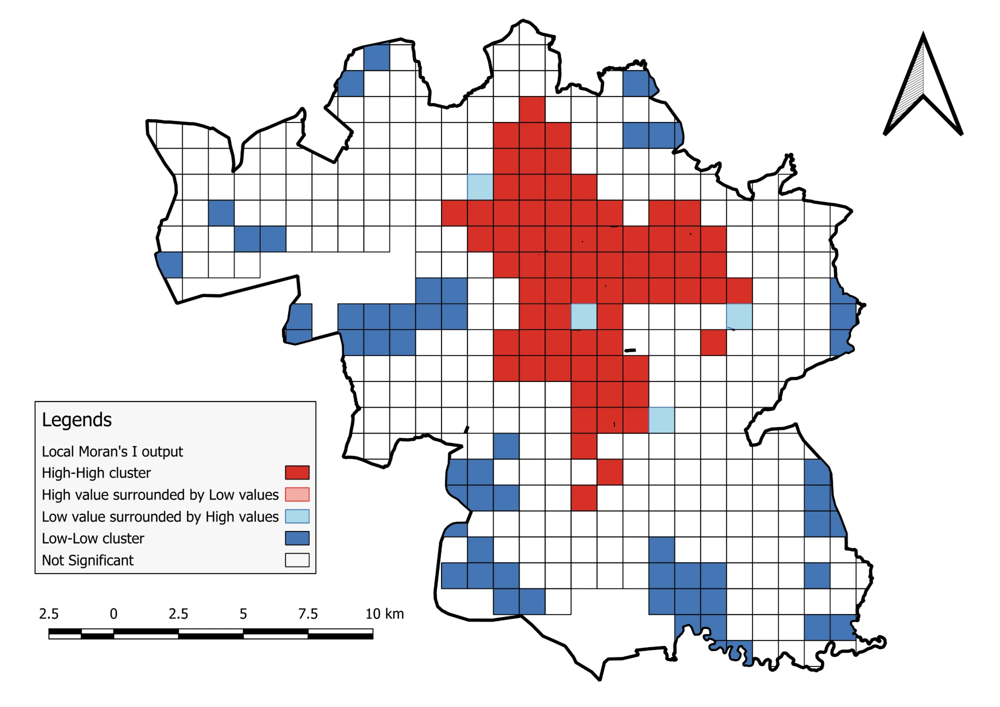 Legends
Local Moran's I output
High-High cluster
High value surrounded by Low values
Low value surrounded by High values
Low-Low cluster
Not Significant
2.5 0 2.5 5 7.5 10 km